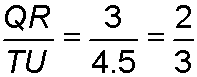 QR/TU = 3/4.5 = 2/3